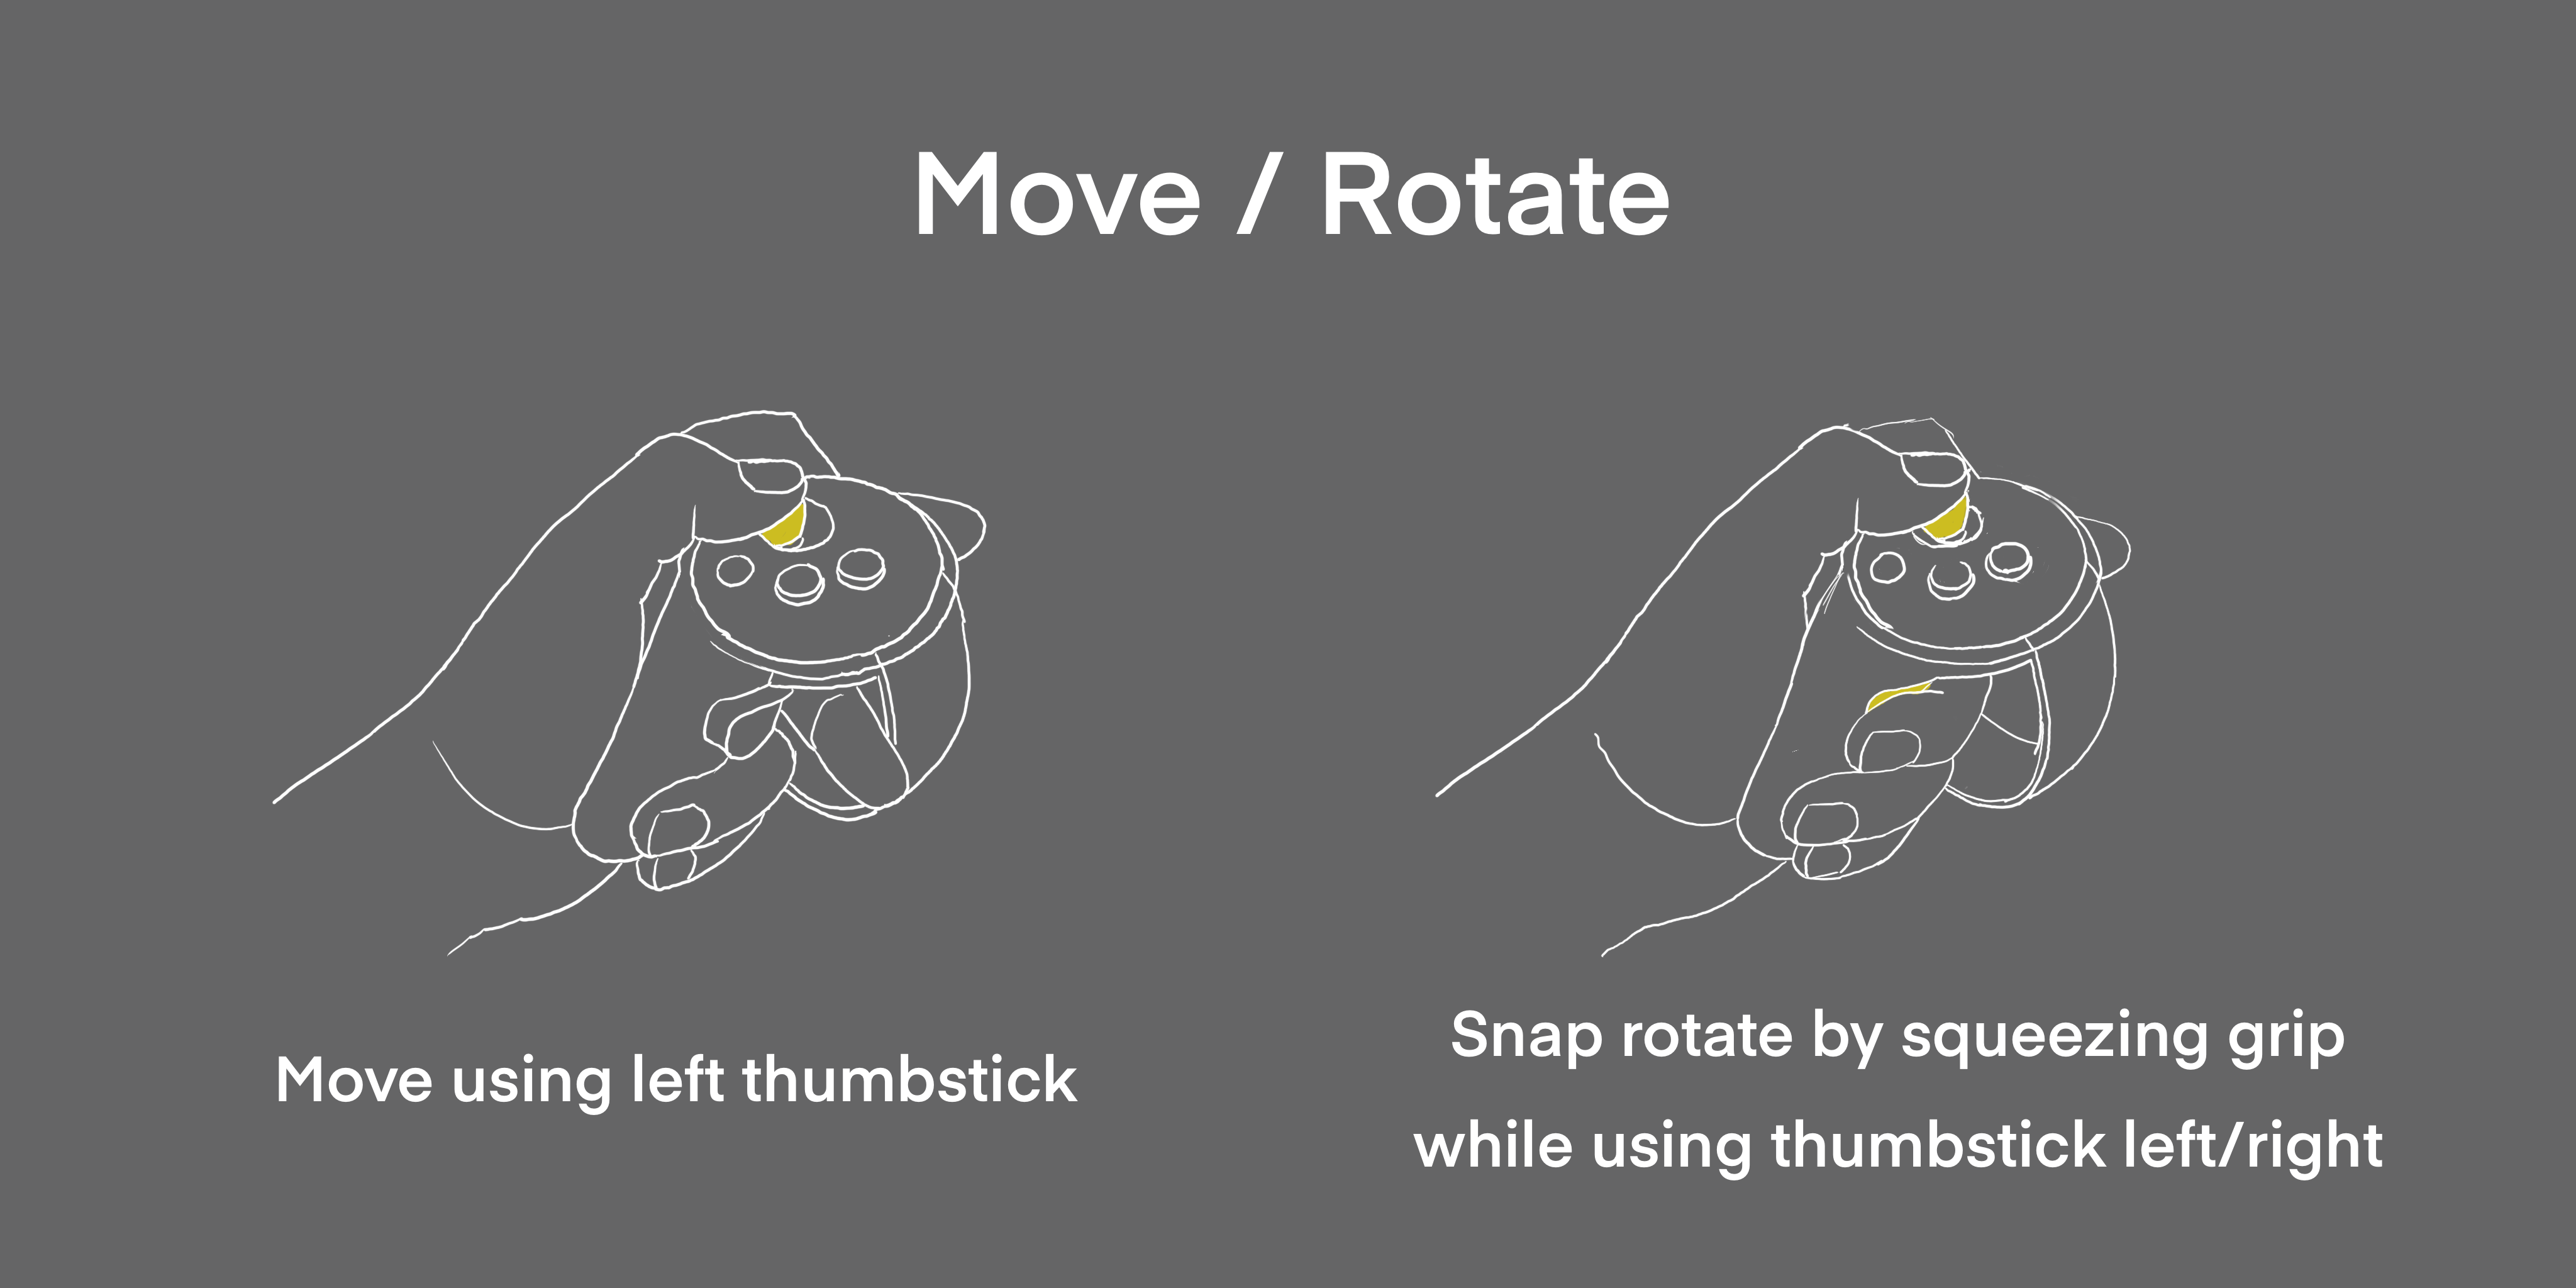 Move / Rotate
Move using left thumbstick
Snap rotate by squeezing grip
while using thumbstick left/right